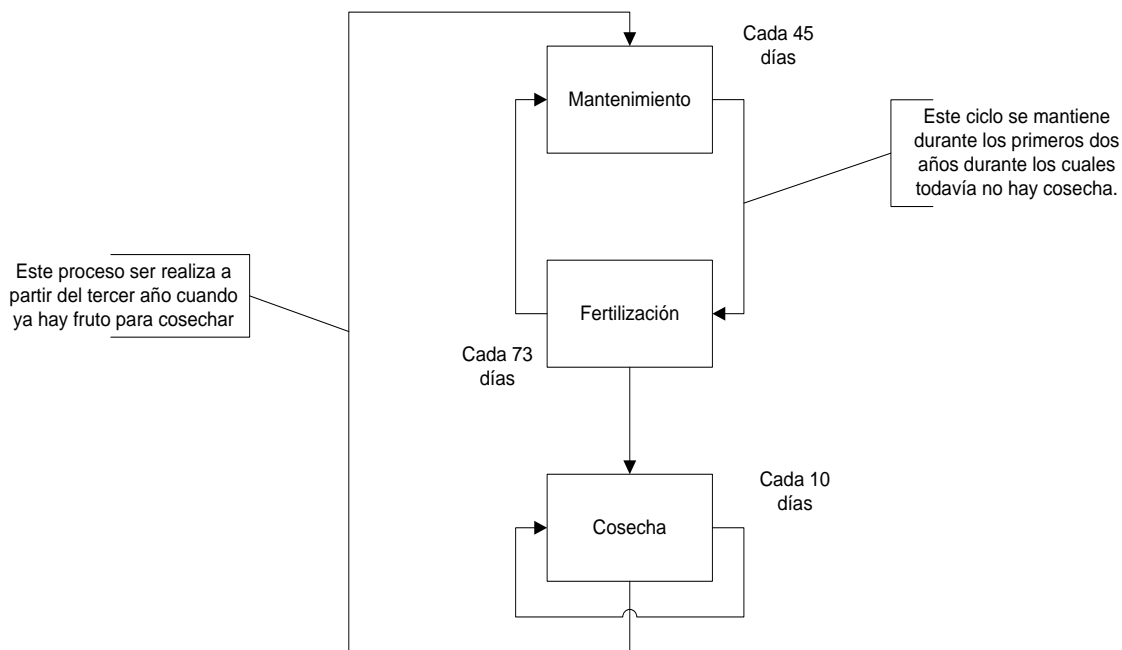 Cada 45
días
Mantenimiento
Este ciclo se mantiene
durante los primeros dos
años durante los cuales
todavía no hay cosecha.
Este proceso ser realiza a
partir del tercer año cuando
ya hay fruto para cosechar
Fertilización
Cada 73
días
Cada 10
días
Cosecha